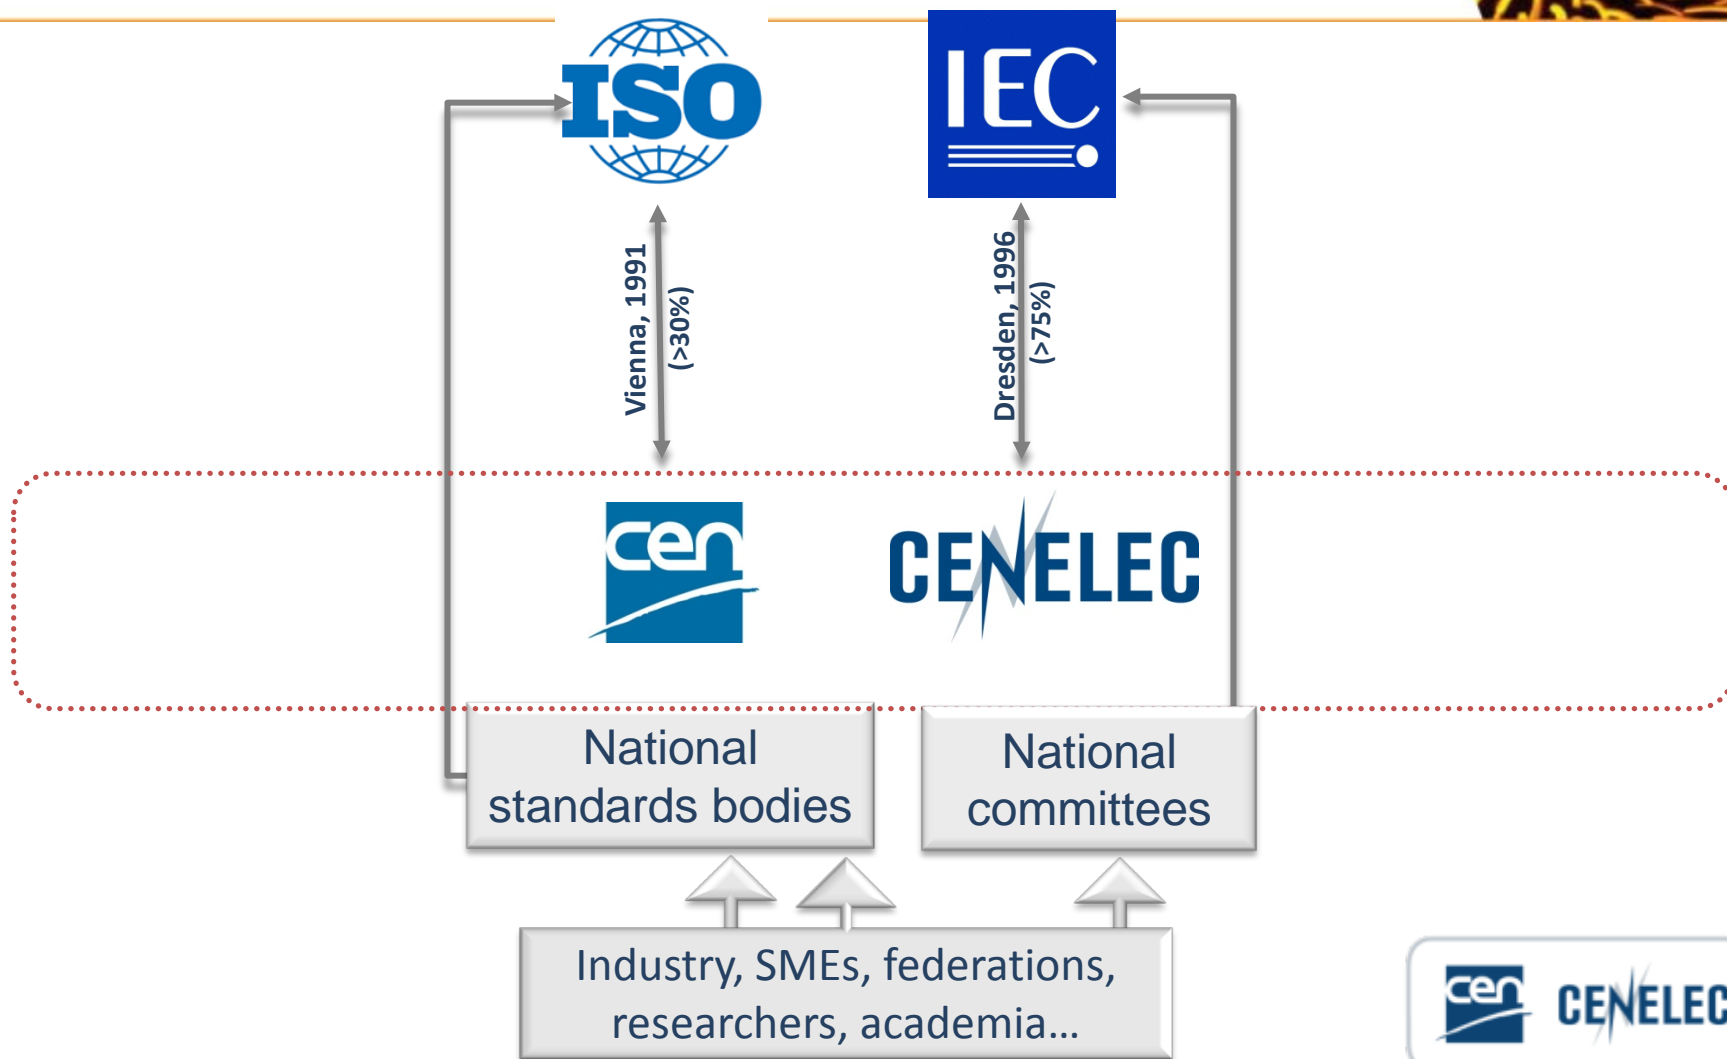 ISO
IEC
Vienna, 1991
(>30%)
Dresden, 1996
(>75%)
cen
CENELEC
National
standards bodies
National
committees
Industry, SMEs, federations,
researchers, academia...
cen
CENELEC